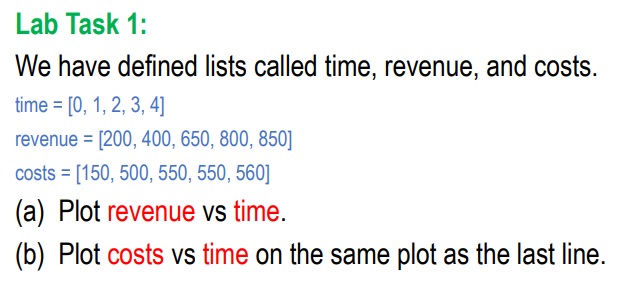 Lab Task 1:
We have defined lists called time, revenue, and costs.
time = [0, 1, 2, 3, 4]
revenue = [200, 400, 650, 800, 850]
costs = [150, 500, 550, 550, 560]
(a) Plot revenue vs time.
(b) Plot costs vs time on the same plot as the last line.